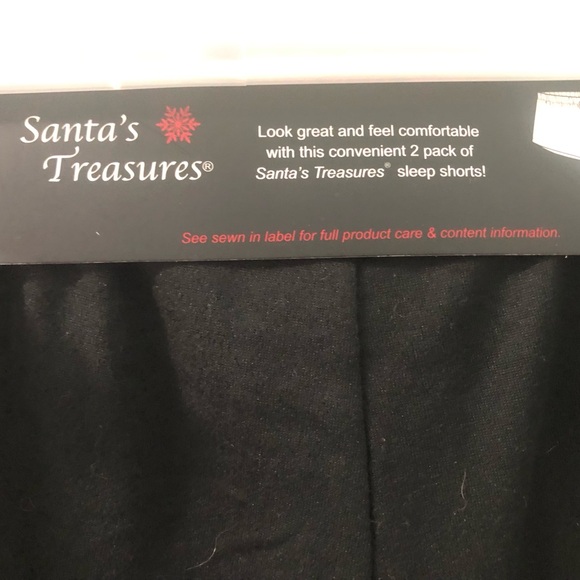 Santa's
Treasures®
Look great and feel comfortable
with this convenient 2 pack of
Santa's Treasures® sleep shorts!
See sewn in label for full product care & content information.